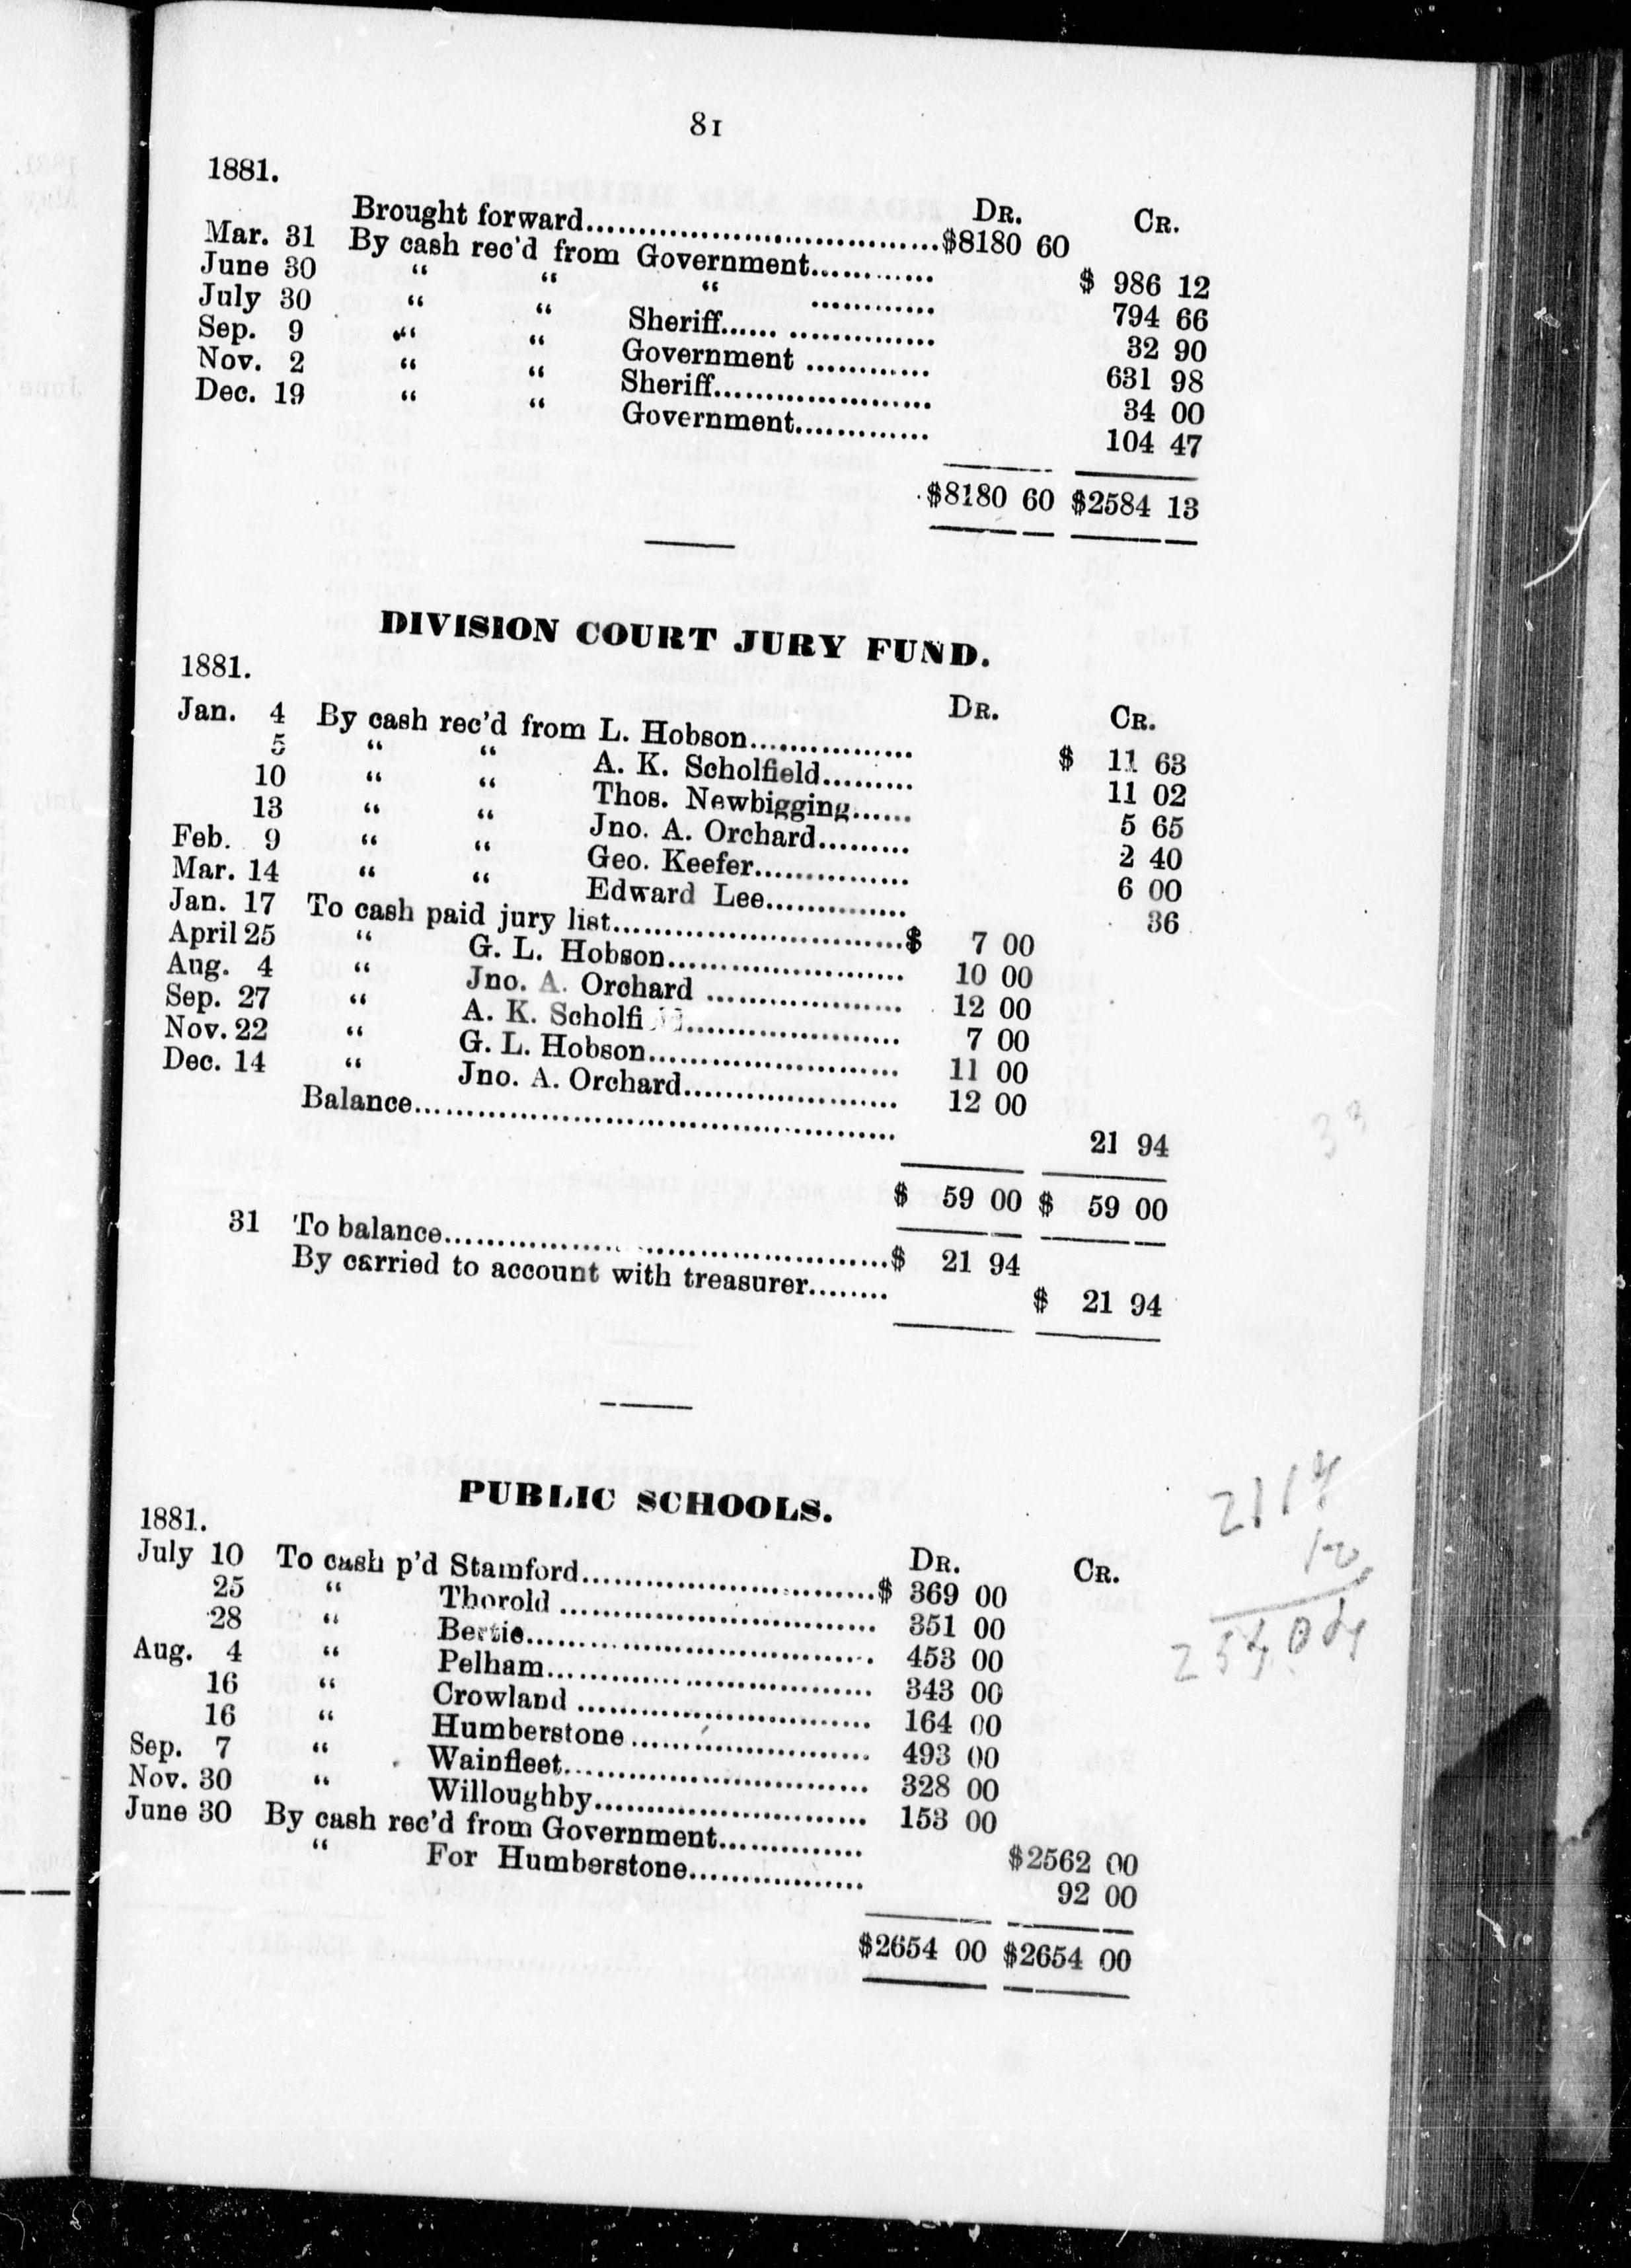 81
1881.
DR. CR.
Brought forward....................................$8180 60
Mar. 31 By cash rec'd from Government............ $ 986 12
June 30 “ “ “ ............ 794 66
July 30 “ “ Sheriff...... ............... 32 90
Sep. 9 “ “ Government ............ 631 98
Nov. 2 “ “ Sheriff...................... 34 00
Dec. 19 “ “ Government............. 104 47
$8180 60 $2584 13
DIVISION COURT JURY FUND.
1881.
DR. CR.
Jan. 4 By cash rec'd from L. Hobson................ $ 11 63
5 “ “ A. K. Scholfield......... 11 02
10 “ “ Thos. Newbigging...... 5 65
13 “ “ Jno. A. Orchard......... 2 40
Feb. 9 “ “ Geo. Keefer............... 6 00
Mar. 14 “ “ Edward Lee............. 36
Jan. 17 To cash paid jury list.............................$ 7 00
April 25 “ G. L. Hobson....................... 10 00
Aug. 4 “ Jno. A. Orchard ................... 12 00
Sep. 27 “ A. K. Scholfi..................... 7 00
Nov. 22 “ G. L. Hobson........................ 11 00
Dec. 14 “ Jno. A. Orchard..................... 12 00
Balance................................................ 21 94
$ 59 00 $ 59 00
31 To balance..........................................$ 21 94
By carried to account with treasurer........ $ 21 94
PUBLIC SCHOOLS.
1881.
DR. CR.
July 10 To cash p'd Stamford............................$ 369 00
25 “ Thorold ............................... 351 00
28 “ Bertie.................................. 453 00
Aug. 4 “ Pelham................................ 343 00
16 “ Crowland ............................ 164 00
16 “ Humberstone....................... 493 00
Sep. 7 “ Wainfleet............................. 328 00
Nov. 30 “ Willoughby......................... 153 00
June 30 By cash rec'd from Government............. $2562 00
“ For Humberstone................ 92 00
$2654 00 $2654 00